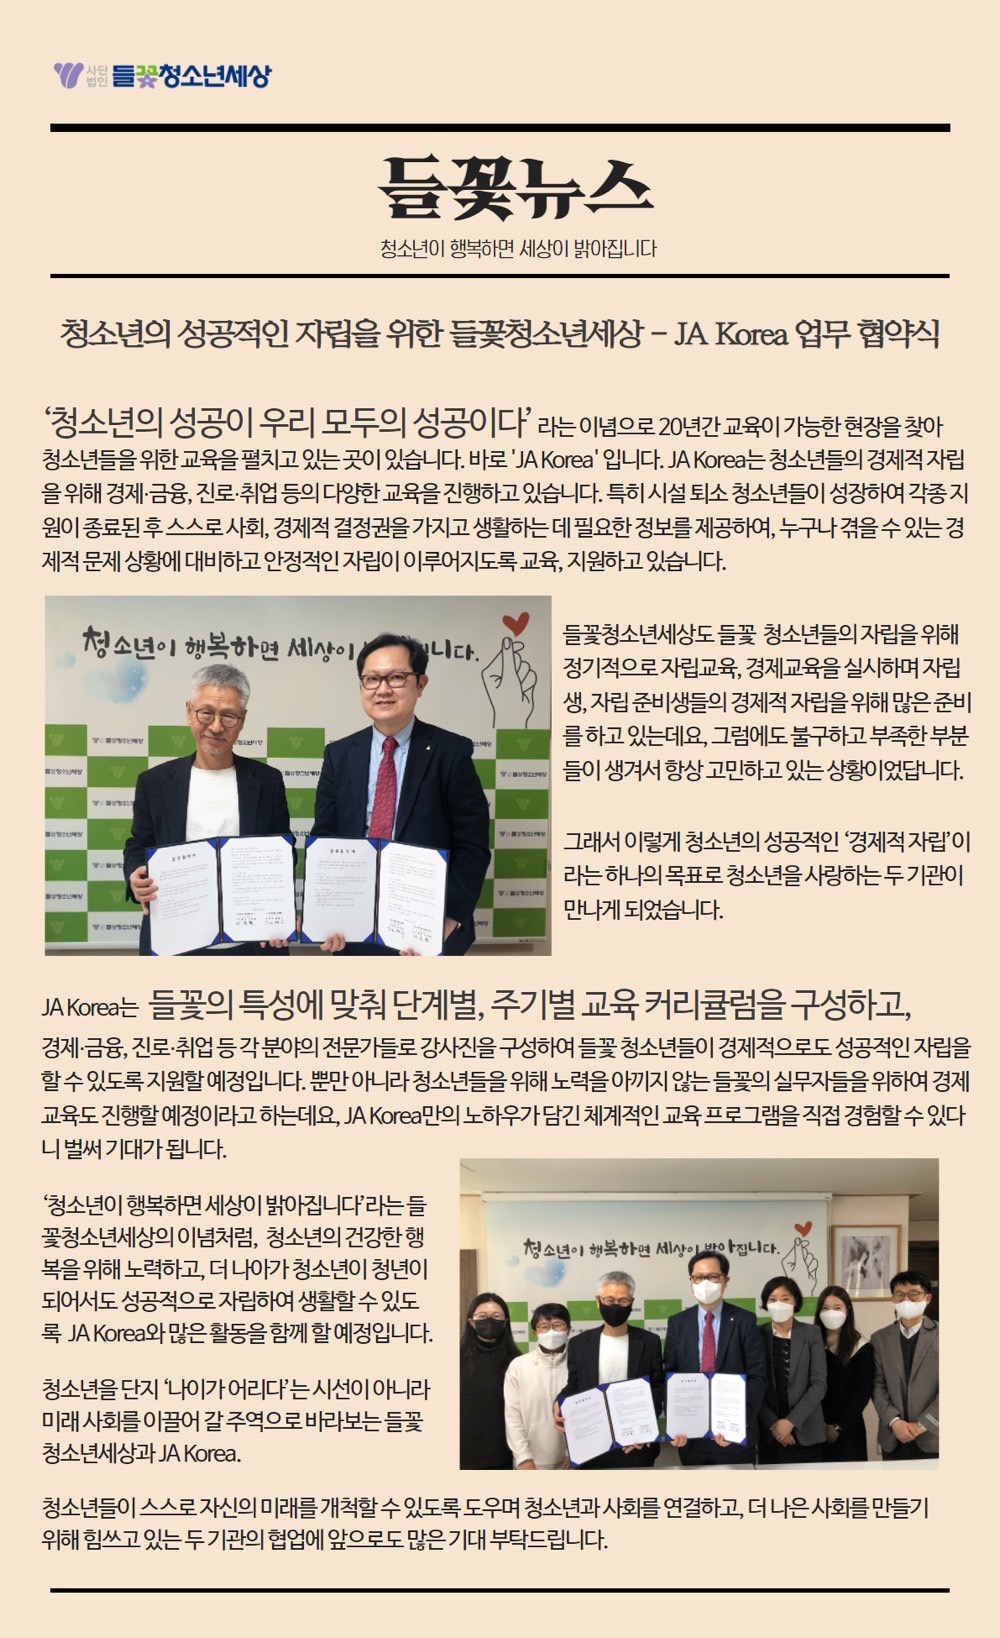 사단
법인
들꽃청소년세상
들꽃뉴스
청소년이 행복하면 세상이 밝아집니다
청소년의 성공적인 자립을 위한 들꽃청소년세상 - JA Korea 업무 협약식
‘청소년의 성공이 우리 모두의 성공이다’ 라는 이념으로 20년간 교육이 가능한 현장을 찾아
청소년들을 위한 교육을 펼치고 있는 곳이 있습니다. 바로 'JA Korea' 입니다. JA Korea는 청소년들의 경제적 자립
을 위해 경제·금융, 진로·취업 등의 다양한 교육을 진행하고 있습니다. 특히 시설 퇴소 청소년들이 성장하여 각종 지
원이 종료된 후 스스로 사회, 경제적 결정권을 가지고 생활하는 데 필요한 정보를 제공하여, 누구나 겪을 수 있는 경
제적 문제 상황에 대비하고 안정적인 자립이 이루어지도록 교육, 지원하고 있습니다.
청소년이 행복하면 세상이 니다.
들꽃청소년세상도 들꽃 청소년들의 자립을 위해
정기적으로 자립교육, 경제교육을 실시하며 자립
생, 자립 준비생들의 경제적 자립을 위해 많은 준비
를 하고 있는데요, 그럼에도 불구하고 부족한 부분
들이 생겨서 항상 고민하고 있는 상황이었답니다.
그래서 이렇게 청소년의 성공적인 ‘경제적 자립’이
라는 하나의 목표로 청소년을 사랑하는 두 기관이
만나게 되었습니다.
JA Korea는 들꽃의 특성에 맞춰 단계별, 주기별 교육 커리큘럼을 구성하고,
경제·금융, 진로·취업 등 각 분야의 전문가들로 강사진을 구성하여 들꽃 청소년들이 경제적으로도 성공적인 자립을
할 수 있도록 지원할 예정입니다. 뿐만 아니라 청소년들을 위해 노력을 아끼지 않는 들꽃의 실무자들을 위하여 경제
교육도 진행할 예정이라고 하는데요, JA Korea만의 노하우가 담긴 체계적인 교육 프로그램을 직접 경험할 수 있다
니 벌써 기대가 됩니다.
‘청소년이 행복하면 세상이 밝아집니다’라는 들
꽃청소년세상의 이념처럼, 청소년의 건강한 행
복을 위해 노력하고, 더 나아가 청소년이 청년이
되어서도 성공적으로 자립하여 생활할 수 있도
록 JA Korea와 많은 활동을 함께 할 예정입니다.
청소년이 행복하면 세상이 밝아집니다.
청소년을 단지 ‘나이가 어리다’는 시선이 아니라
미래 사회를 이끌어 갈 주역으로 바라보는 들꽃
청소년세상과 JA Korea.
청소년들이 스스로 자신의 미래를 개척할 수 있도록 도우며 청소년과 사회를 연결하고, 더 나은 사회를 만들기
위해 힘쓰고 있는 두 기관의 협업에 앞으로도 많은 기대 부탁드립니다.